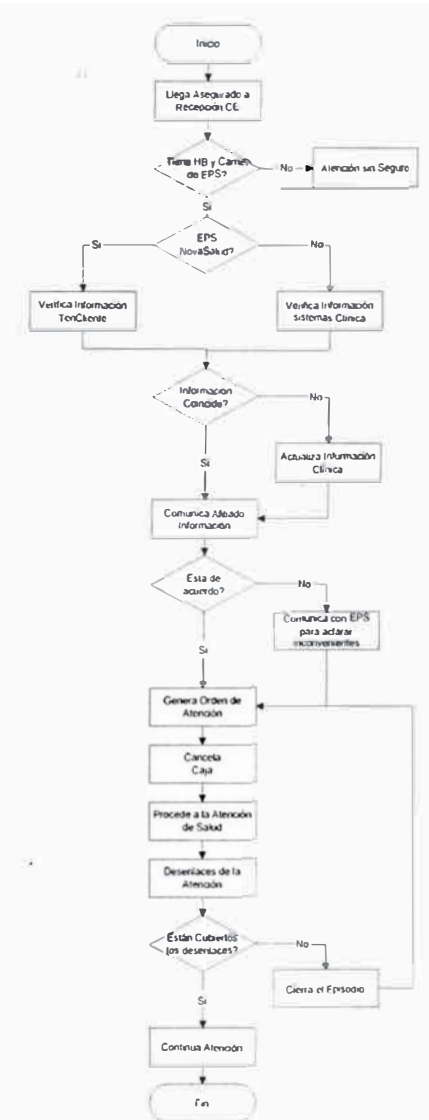 Inicio
Llega Asegurado a
Recepción CE
Tiene HB y Carnet
de EPS?
No
Atención sin Seguro
Si
EPS
NovaSalud?
Si
No
Verifica Información
TenCliente
Verifica Información
sistemas Clinica
Información
Coincide?
No
Si
Actualiza Información
Clínica
Comunica Afiliado
Información
Esta de
acuerdo?
No
Comunica con EPS
para aclarar
inconvenientes
Si
Genera Orden de
Atención
Cancela
Caja
Procede a la Atención
de Salud
Desenlaces de la
Atención
Están Cubiertos
los desenlaces?
No
Cierra el Episodio
Si
Continua Atención
Fin